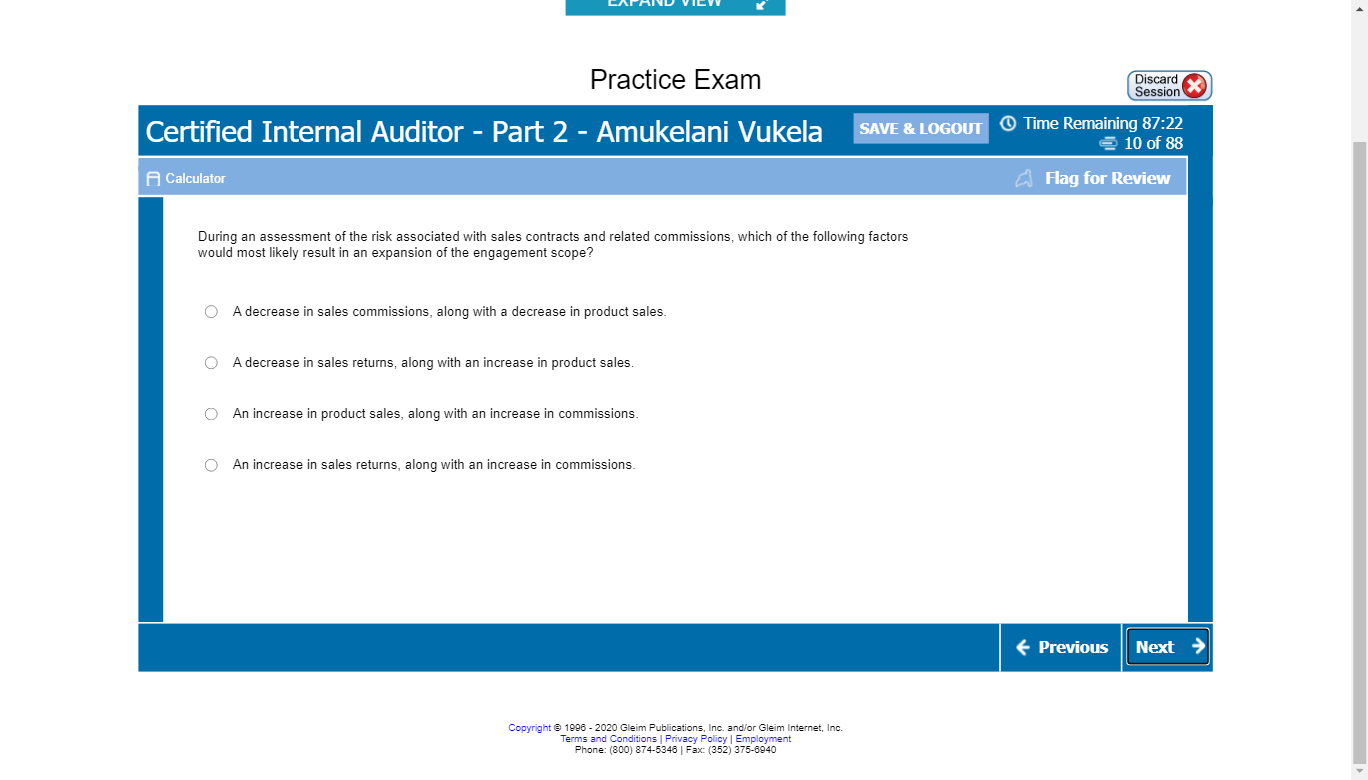 EXPAND VIEW
Practice Exam
Discard
Session
Certified Internal Auditor - Part 2 - Amukelani Vukela
SAVE & LOGOUT
Time Remaining 87:22
10 of 88
Calculator
Flag for Review
During an assessment of the risk associated with sales contracts and related commissions, which of the following factors
would most likely result in an expansion of the engagement scope?
A decrease in sales commissions, along with a decrease in product sales.
A decrease in sales returns, along with an increase in product sales.
An increase in product sales, along with an increase in commissions.
An increase in sales returns, along with an increase in commissions.
Previous
Next
Copyright © 1996 - 2020 Gleim Publications, Inc. and/or Gleim Internet, Inc.
Terms and Conditions | Privacy Policy | Employment
Phone: (800) 874-5346 | Fax: (352) 375-6940